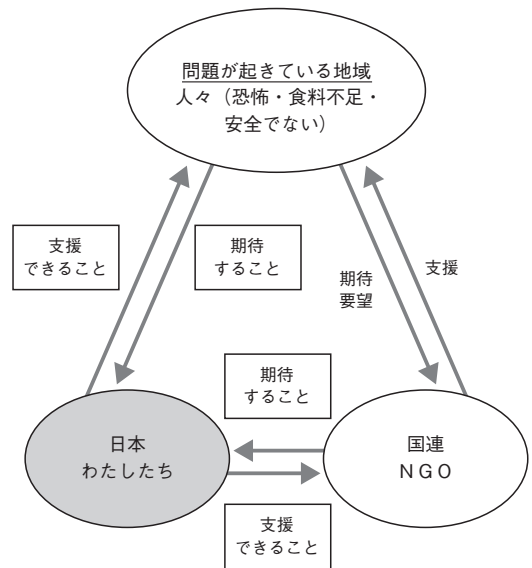 問題が起きている地域
人々（恐怖・食料不足・
安全でない）
支援
できること
期待
すること
期待
要望
支援
期待
すること
日本
わたしたち
国連
ＮＧＯ
支援
できること